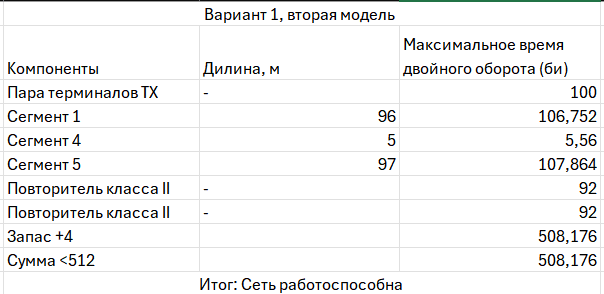 Вариант 1, вторая модель
Компоненты Дилина, м Максимальное время двойного оборота (би)
Пара терминалов TX - 100
Сегмент 1 96 106,752
Сегмент 4 5 5,56
Сегмент 5 97 107,864
Повторитель класса II - 92
Повторитель класса II - 92
Запас +4 508,176
Сумма <512 508,176
Итог: Сеть работоспособна